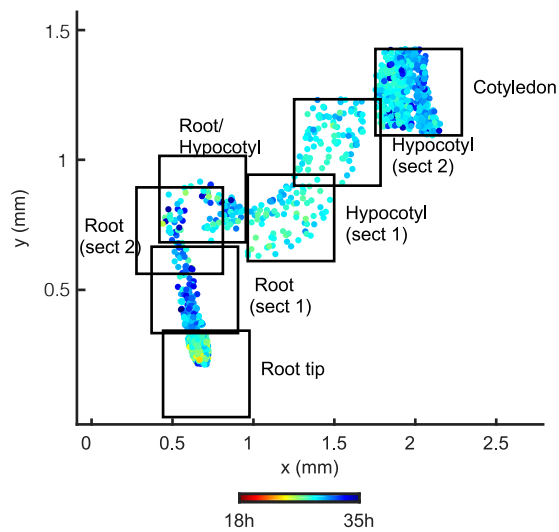 1.5
Cotyledon
Root/
Hypocotyl
Hypocotyl
(sect 2)
1
y (mm)
Root
(sect 2)
Hypocotyl
(sect 1)
0.5
Root
(sect 1)
Root tip
0
0.5
1
1.5
2
2.5
x (mm)
18h
35h